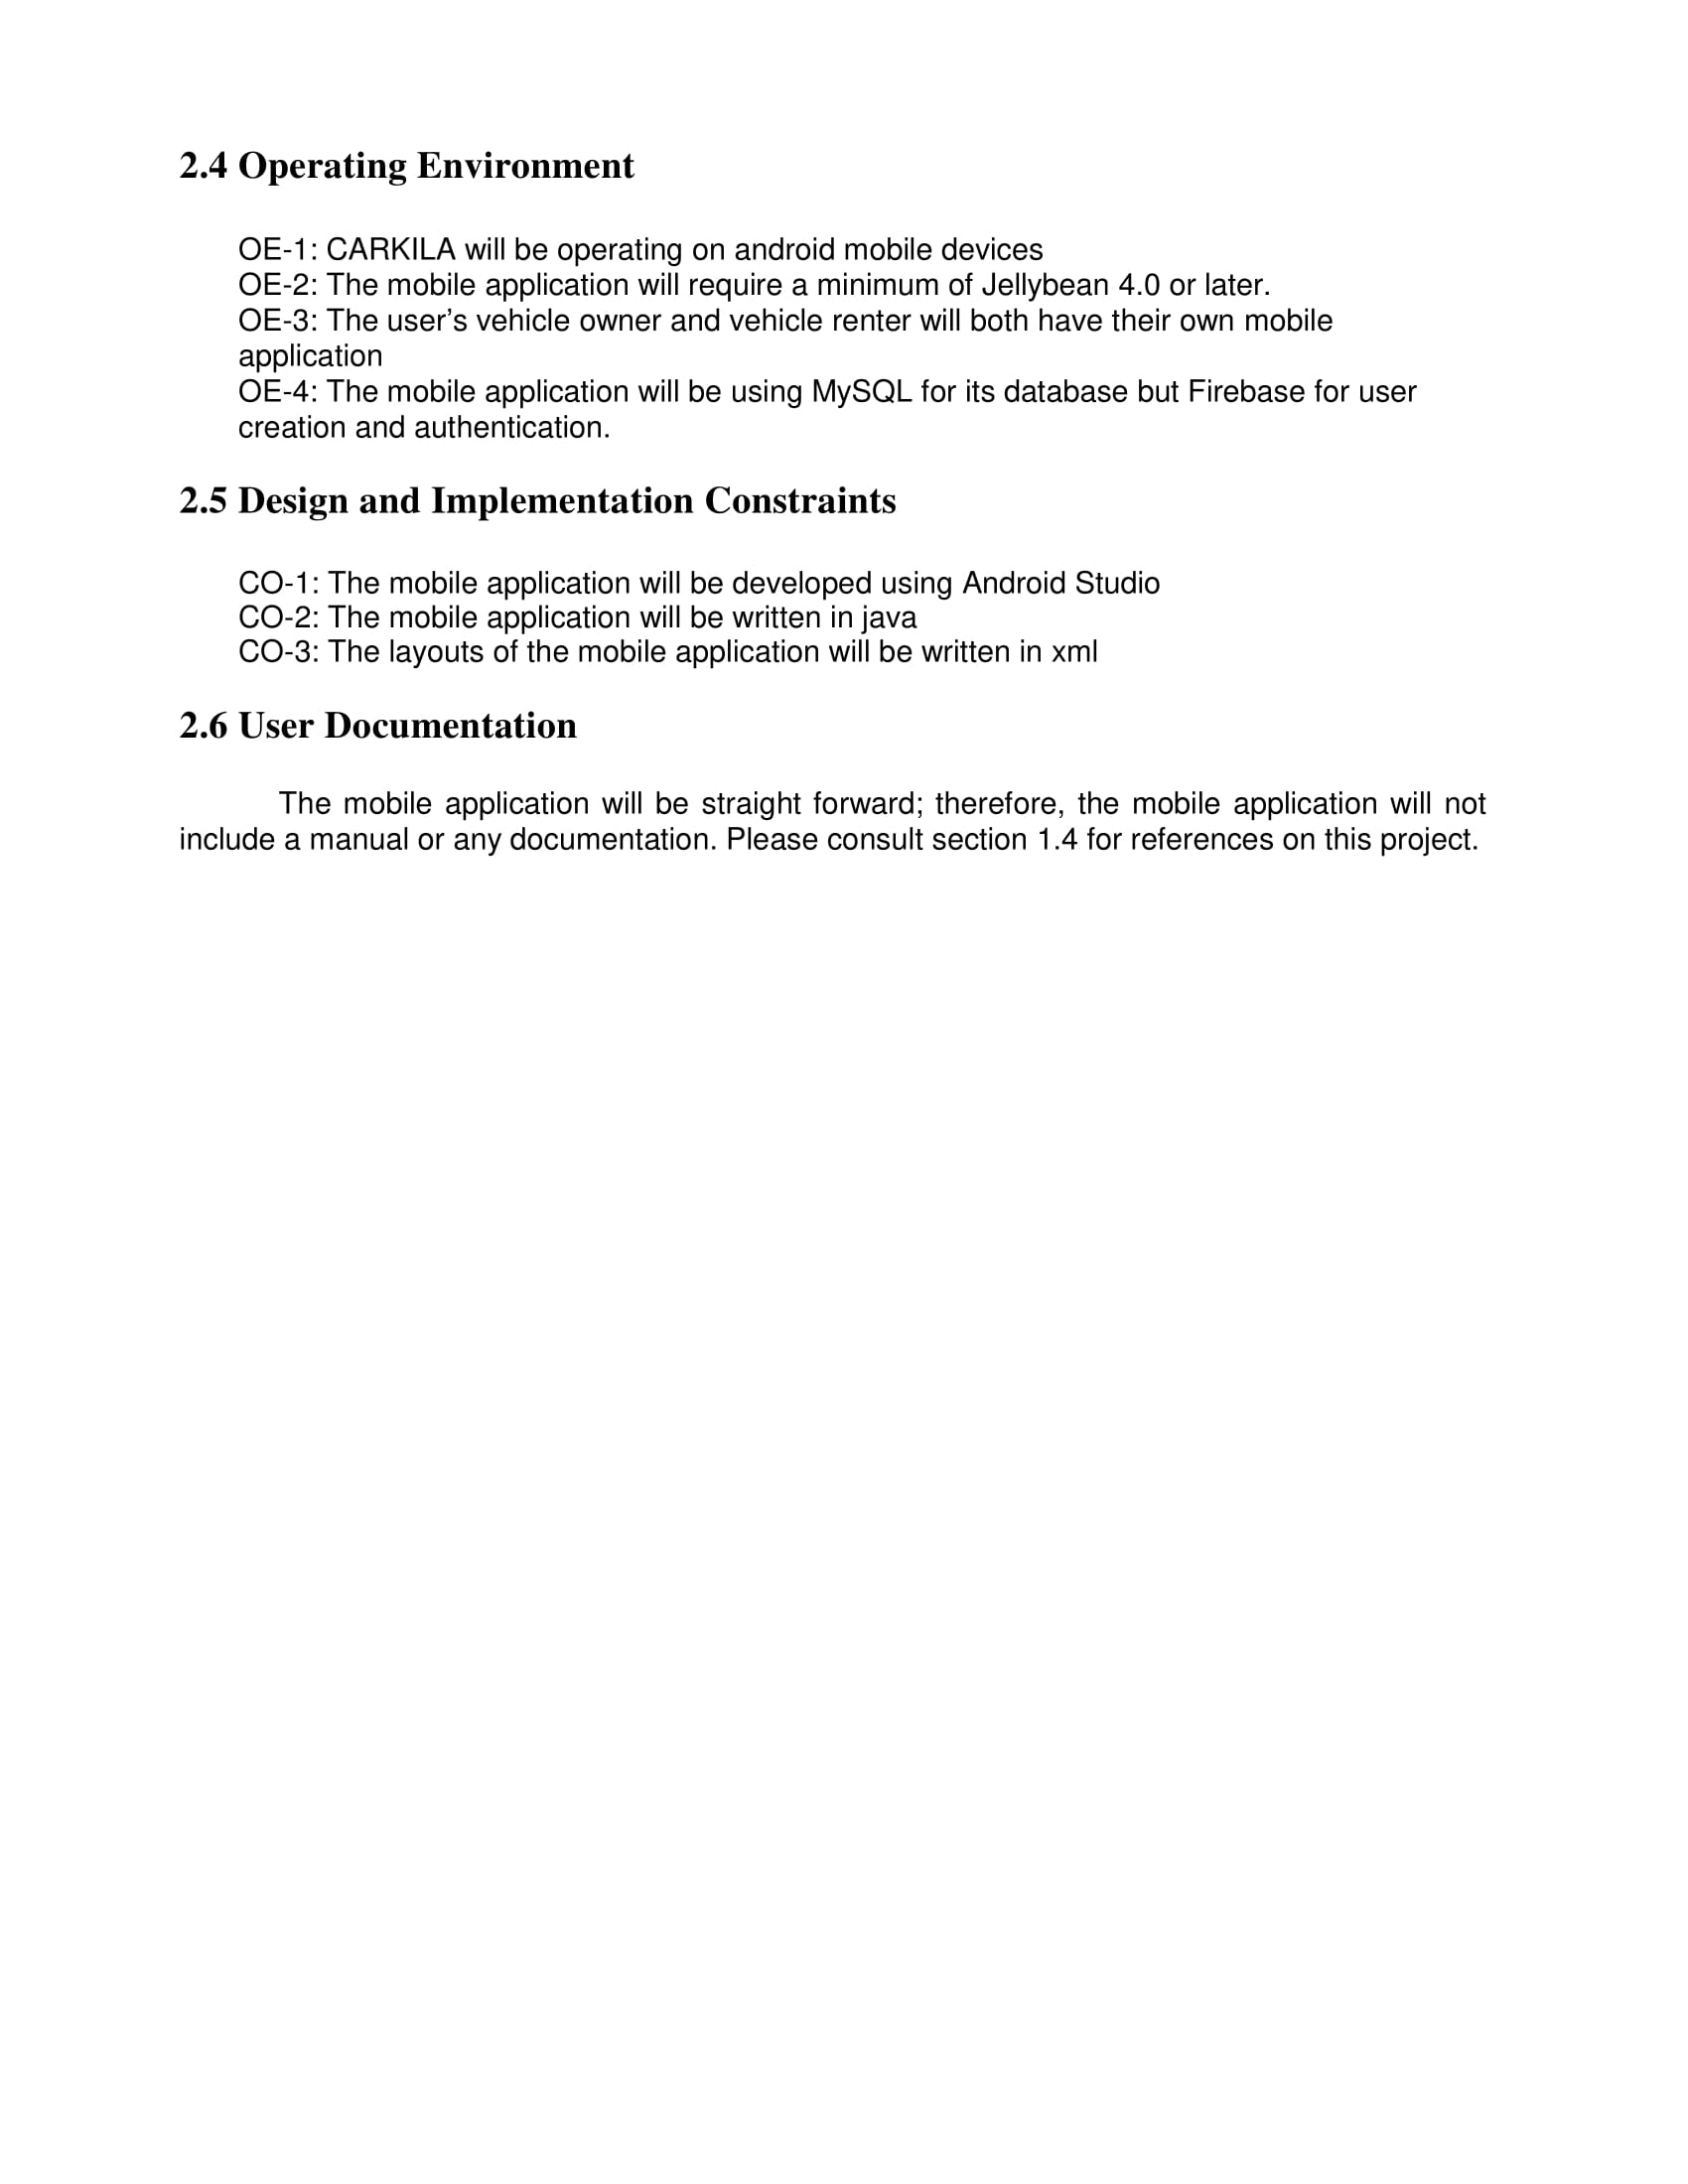 2.4 Operating Environment
OE-1: CARKILA will be operating on android mobile devices
OE-2: The mobile application will require a minimum of Jellybean 4.0 or later.
OE-3: The user’s vehicle owner and vehicle renter will both have their own mobile
application
OE-4: The mobile application will be using MySQL for its database but Firebase for user
creation and authentication.
2.5 Design and Implementation Constraints
CO-1: The mobile application will be developed using Android Studio
CO-2: The mobile application will be written in java
CO-3: The layouts of the mobile application will be written in xml
2.6 User Documentation
The mobile application will be straight forward; therefore, the mobile application will not
include a manual or any documentation. Please consult section 1.4 for references on this project.